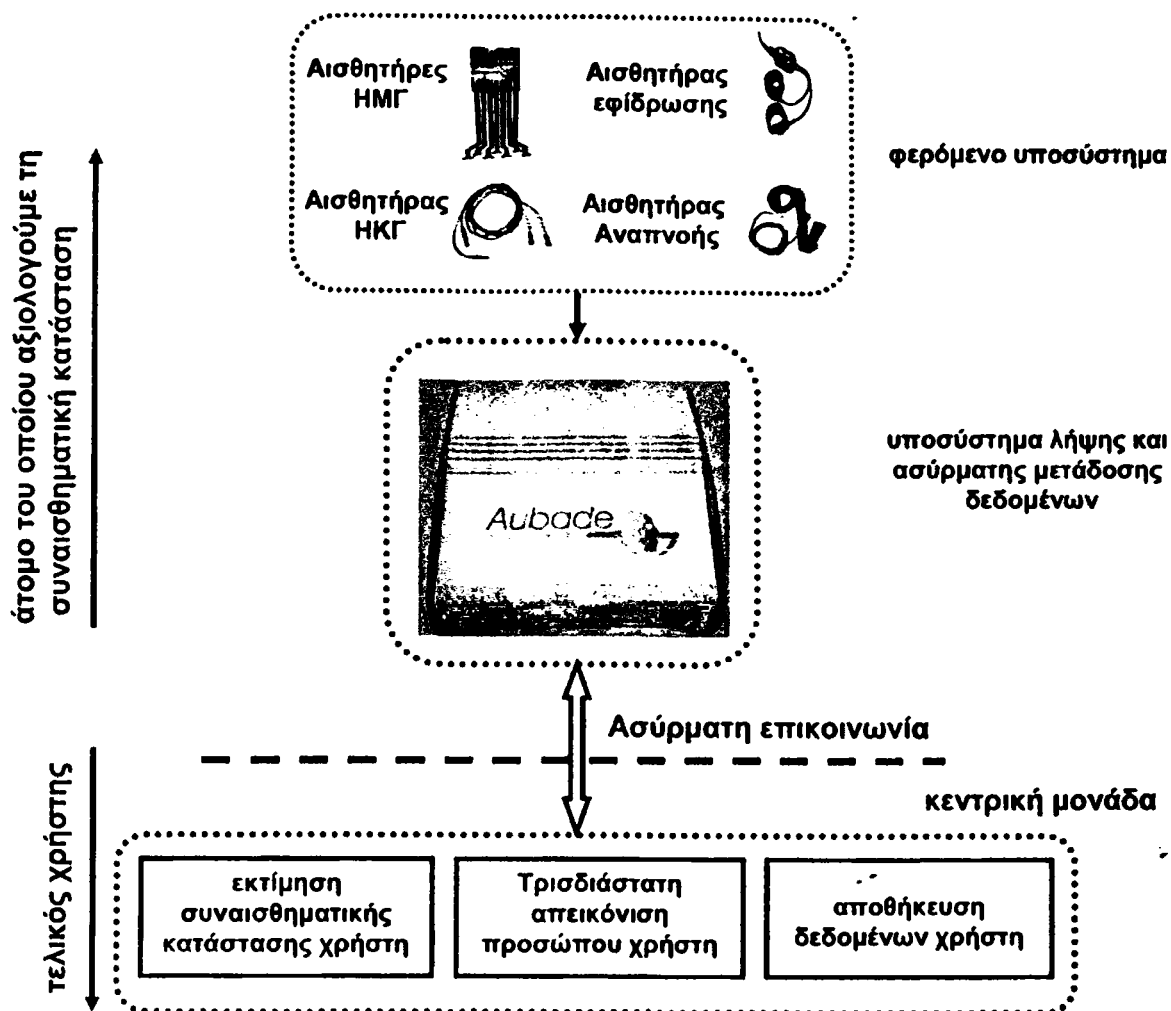 Αισθητήρες
ΗΜΓ
Αισθητήρας
εφίδρωσης
Αισθητήρας
ΗΚΓ
Αισθητήρας
Αναπνοής
φερόμενο υποσύστημα
άτομο του οποίου αξιολογούμε τη
συναισθηματική κατάσταση
Aubade
υποσύστημα λήψης και
ασύρματης μετάδοσης
δεδομένων
Ασύρματη επικοινωνία
τελικός χρήστης
κεντρική μονάδα
εκτίμηση
συναισθηματικής
κατάστασης χρήστη
Τρισδιάστατη
απεικόνιση
προσώπου χρήστη
αποθήκευση
δεδομένων χρήστη